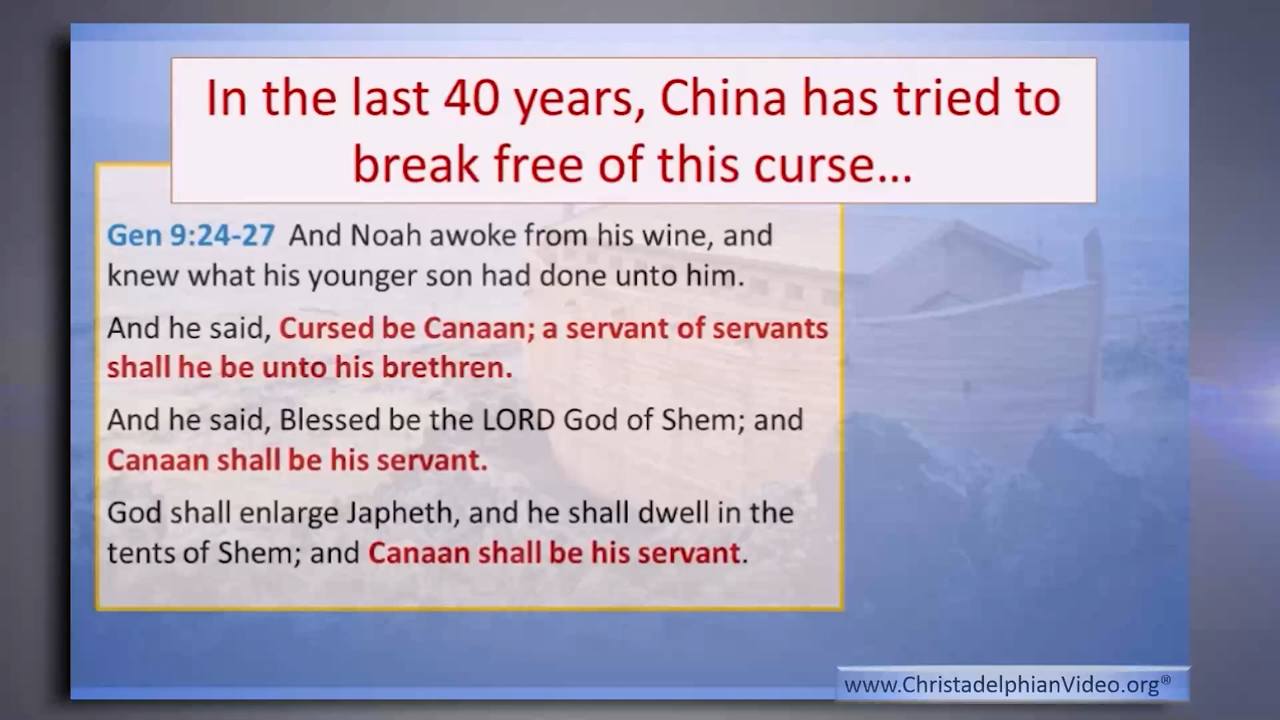 In the last 40 years, China has tried to
break free of this curse...
Gen 9:24-27 And Noah awoke from his wine, and
knew what his younger son had done unto him.
And he said, Cursed be Canaan; a servant of servants
shall he be unto his brethren.
And he said, Blessed be the LORD God of Shem; and
Canaan shall be his servant.
God shall enlarge Japheth, and he shall dwell in the
tents of Shem; and Canaan shall be his servant.
www.ChristadelphianVideo.org®